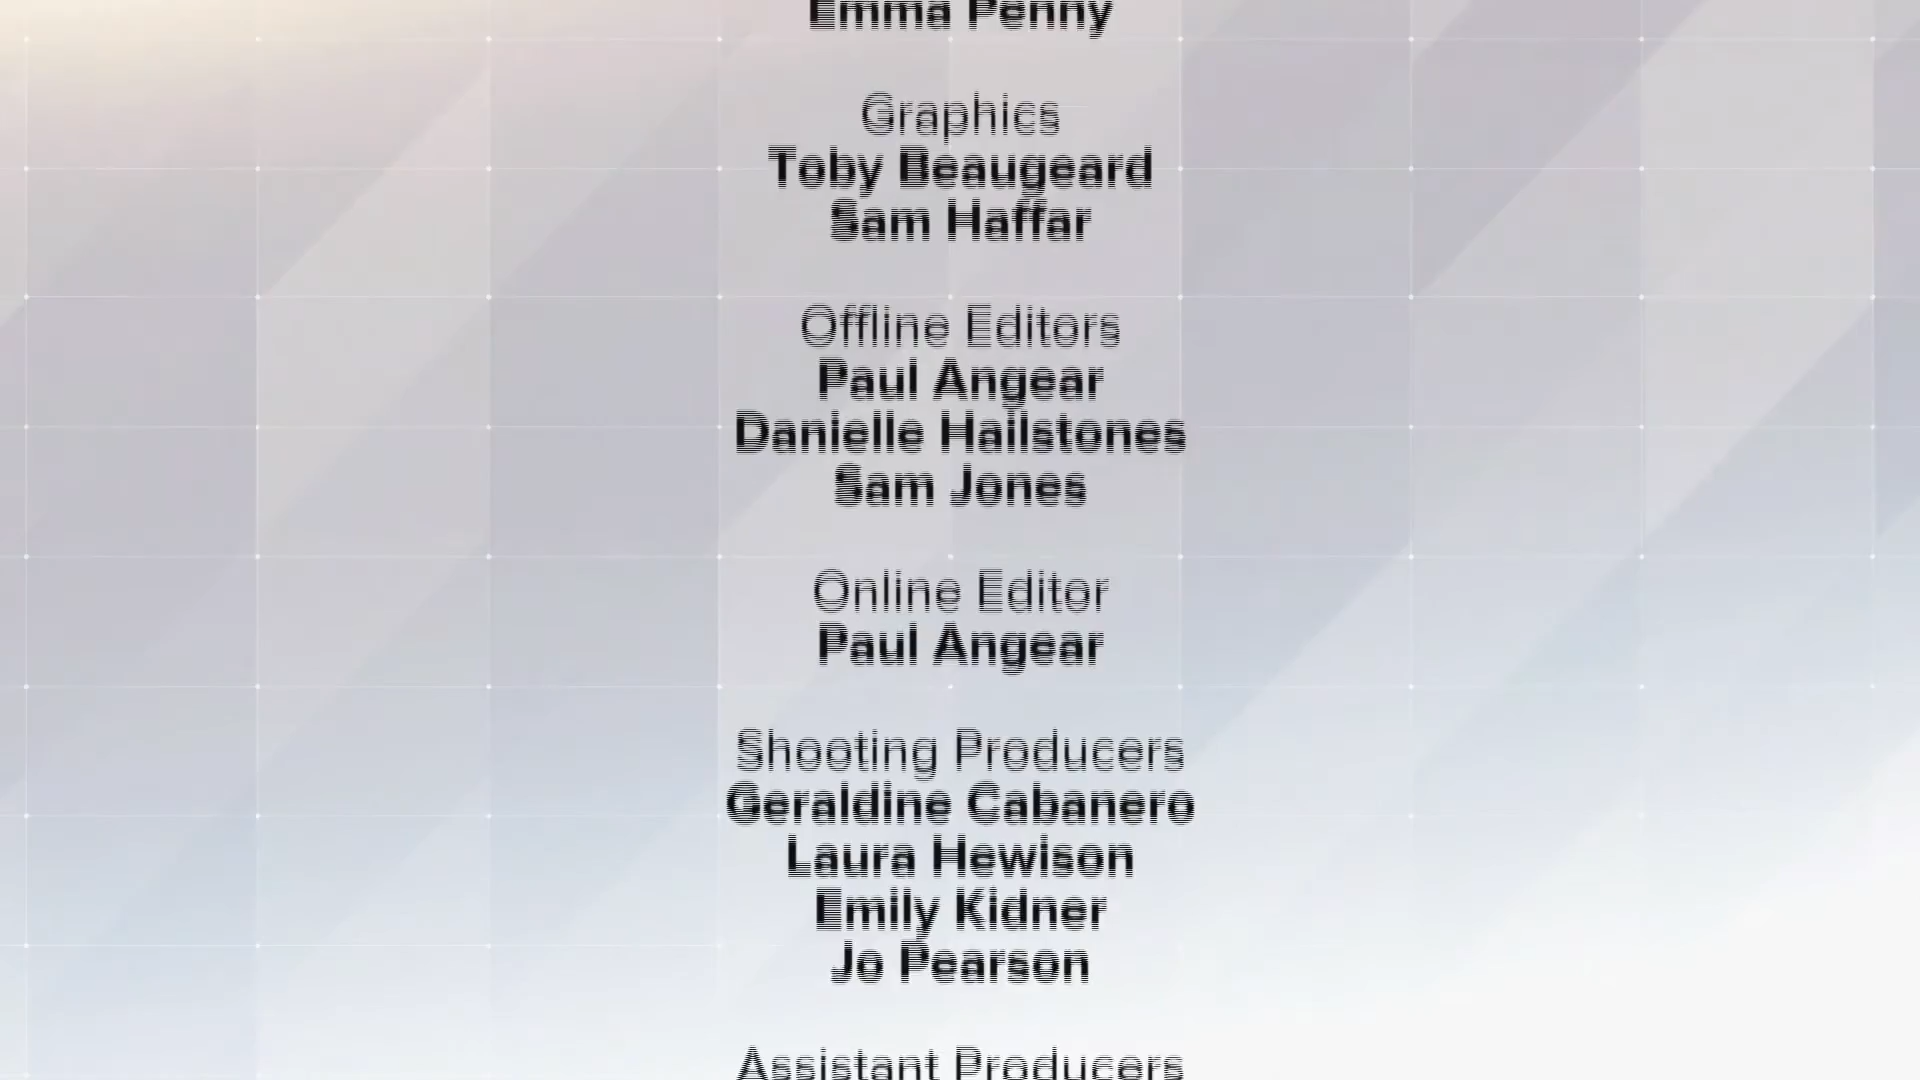 Emma Penny
Graphics
Toby Beaugeard
Sam Haffar
Offline Editors
Paul Angear
Danielle Hailstones
Sam Jones
Online Editor
Paul Angear
Shooting Producers
Geraldine Cabanero
Laura Hewison
Emily Kidner
Jo Pearson
Assistant Producers